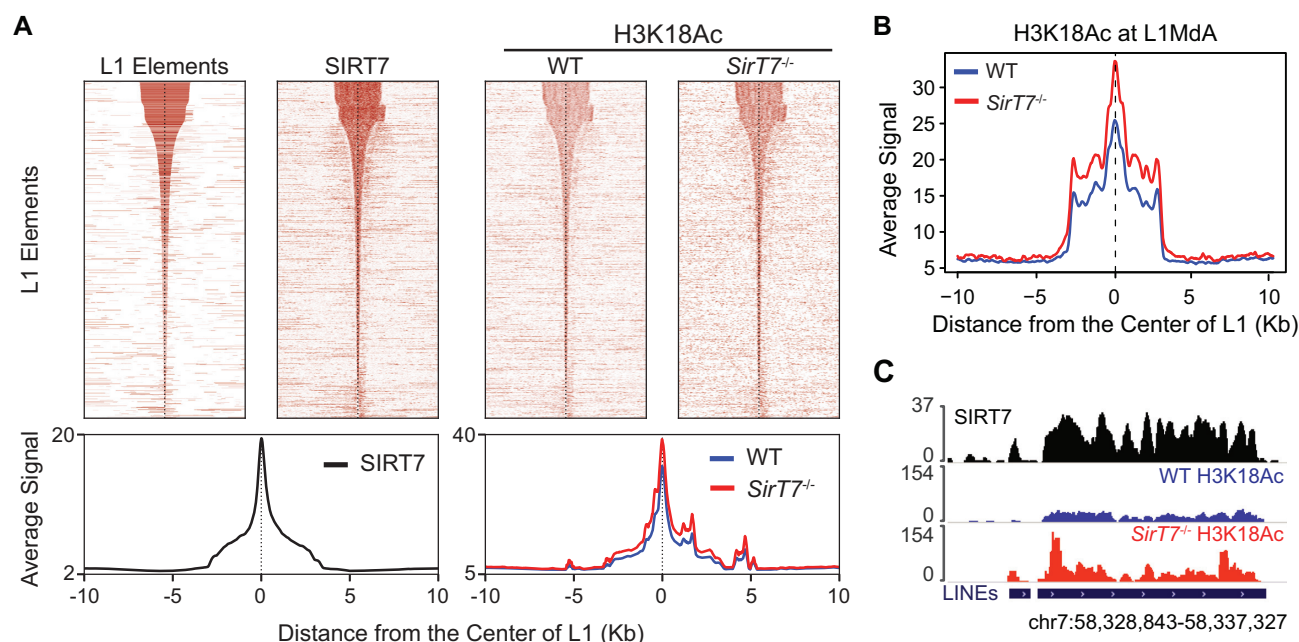 A
H3K18Ac
L1 Elements
SIRT7
WT
SirT7-/-
L1 Elements
Average Signal
20
2
-10
-5
0
5
10
SIRT7
40
5
-10
-5
0
5
10
WT
SirT7-/-
Distance from the Center of L1 (Kb)
B
H3K18Ac at L1MdA
WT
SirT7-/-
Average Signal
30
25
20
15
10
5
−10
−5
0
5
10
Distance from the Center of L1 (Kb)
C
37
SIRT7
0
154
WT H3K18Ac
0
154
SirT7-/- H3K18Ac
0
LINEs
chr7:58,328,843-58,337,327